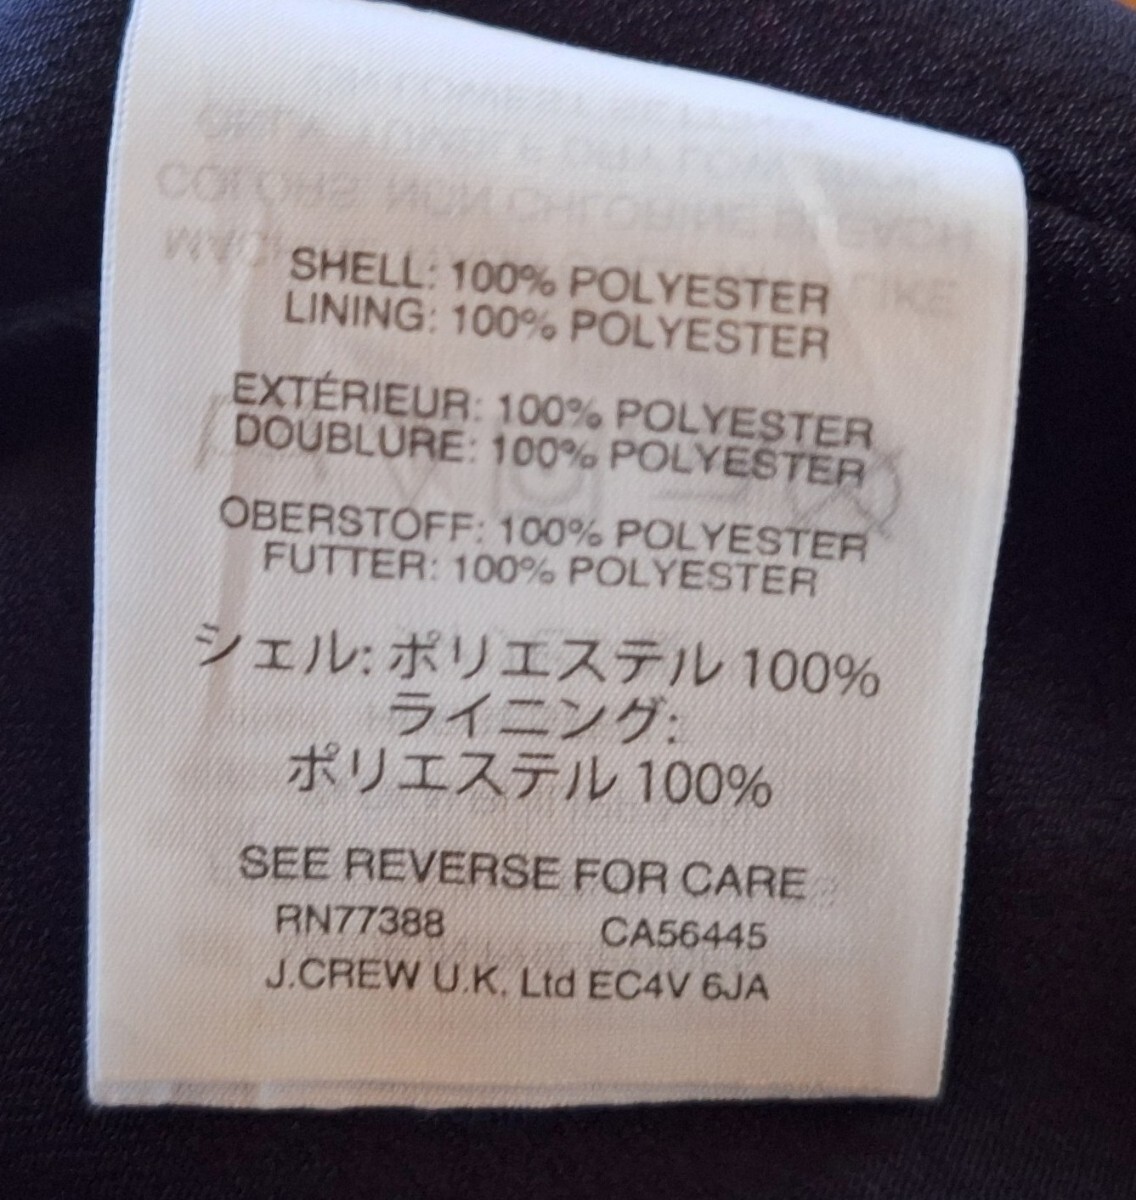 SHELL: 100% POLYESTER
LINING: 100% POLYESTER
EXTÉRIEUR: 100% POLYESTER
DOUBLURE: 100% POLYESTER
OBERSTOFF: 100% POLYESTER
FUTTER: 100% POLYESTER
シェル: ポリエステル 100%
ライニング:
ポリエステル 100%
SEE REVERSE FOR CARE
RN77388 CA56445
J.CREW U.K. Ltd EC4V 6JA